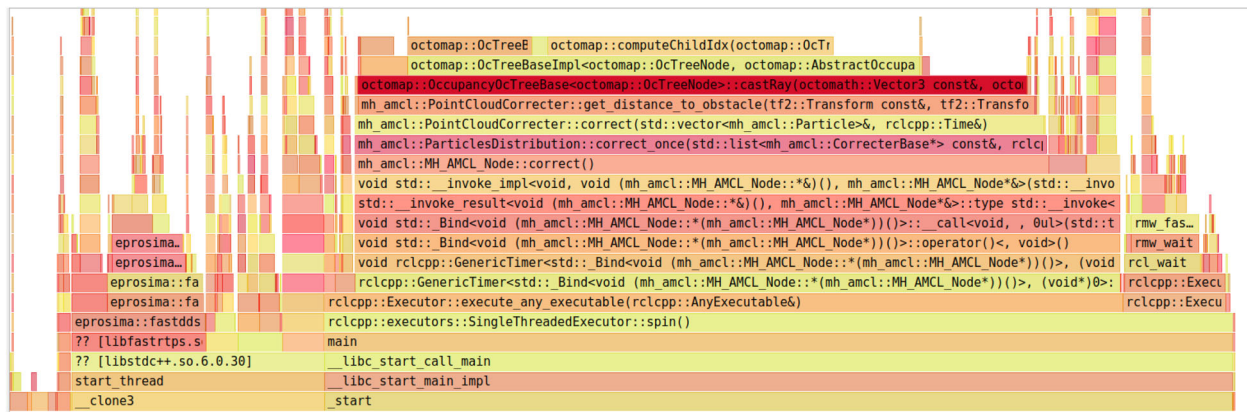 octomap::OcTreeB octomap::computeChildIdx(octomap::OcTr
octomap::OcTreeBaseImpl<octomap::OcTreeNode, octomap::AbstractOccupa
octomap::OccupancyOcTreeBase<octomap::OcTreeNode>::castRay(octomath::Vector3 const&, octo
mh_amcl::PointCloudCorrecter::get_distance_to_obstacle(tf2::Transform const&, tf2::Transfo
mh_amcl::PointCloudCorrecter::correct(std::vector<mh_amcl::Particle>&, rclcpp::Time&)
mh_amcl::ParticlesDistribution::correct_once(std::list<mh_amcl::CorrecterBase*> const&, rclcp
mh_amcl::MH_AMCL_Node::correct()
void std::__invoke_impl<void, void (mh_amcl::MH_AMCL_Node::*&)(), mh_amcl::MH_AMCL_Node*&>(std::__invo
std::__invoke_result<void (mh_amcl::MH_AMCL_Node::*&)(), mh_amcl::MH_AMCL_Node*&>::type std::__invoke<
void std::_Bind<void (mh_amcl::MH_AMCL_Node::*(mh_amcl::MH_AMCL_Node*))()>::__call<void, , 0ul>(std::t rmw_fas…
eprosima… void std::_Bind<void (mh_amcl::MH_AMCL_Node::*(mh_amcl::MH_AMCL_Node*))()>::operator()<, void>() rmw_wait
eprosima… void rclcpp::GenericTimer<std::_Bind<void (mh_amcl::MH_AMCL_Node::*(mh_amcl::MH_AMCL_Node*))()>, (void rcl_wait
eprosima::fa rclcpp::GenericTimer<std::_Bind<void (mh_amcl::MH_AMCL_Node::*(mh_amcl::MH_AMCL_Node*))()>, (void*)0>: rclcpp::Execu
eprosima::fa rclcpp::Executor::execute_any_executable(rclcpp::AnyExecutable&) rclcpp::Execu
eprosima::fastdds rclcpp::executors::SingleThreadedExecutor::spin()
?? [libfastrtps.s main
?? [libstdc++.so.6.0.30] __libc_start_call_main
start_thread __libc_start_main_impl
__clone3 _start